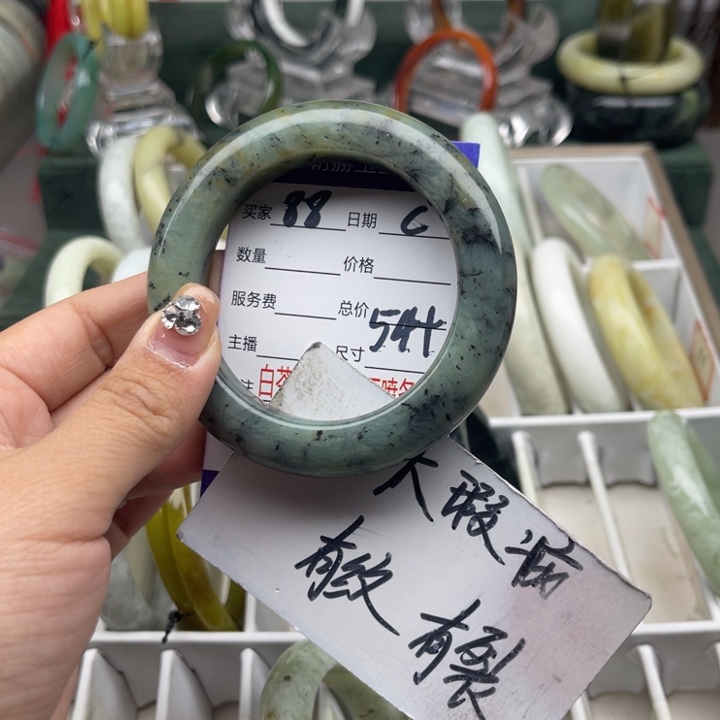 买家 88 日期 6
数量 价格
服务费 总价
主播 尺寸 54
大瑕疵
有纹
有裂